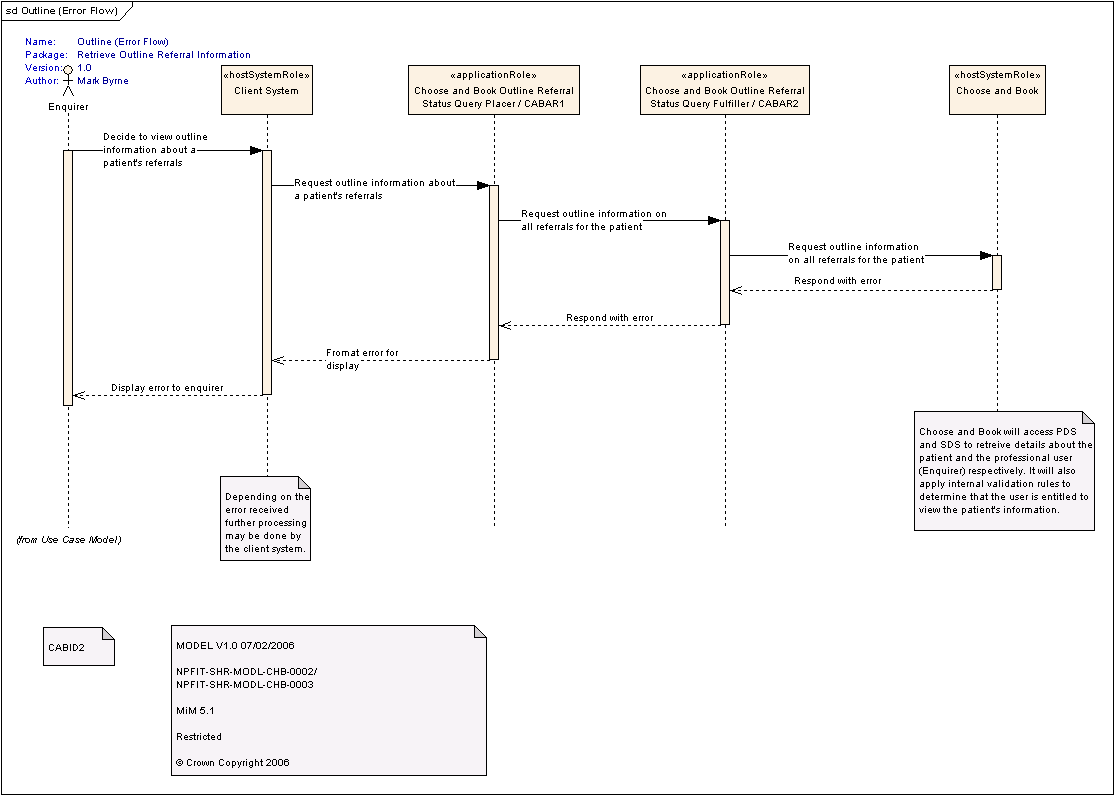 sd Outline (Error Flow)
Name: Outline (Error Flow)
Package: Retrieve Outline Referral Information
Version: 1.0
Author: Mark Byrne
Enquirer
«hostSystemRole»
Client System
«applicationRole»
Choose and Book Outline Referral
Status Query Placer / CABAR1
«applicationRole»
Choose and Book Outline Referral
Status Query Fulfiller / CABAR2
«hostSystemRole»
Choose and Book
Decide to view outline
information about a
patient's referrals
Request outline information about
a patient's referrals
Request outline information on
all referrals for the patient
Request outline information
on all referrals for the patient
Respond with error
Respond with error
Fromat error for
display
Display error to enquirer
Choose and Book will access PDS
and SDS to retreive details about the
patient and the professional user
(Enquirer) respectively. It will also
apply internal validation rules to
determine that the user is entitled to
view the patient's information.
Depending on the
error received
further processing
may be done by
the client system.
(from Use Case Model)
CABID2
MODEL V1.0 07/02/2006
NPFIT-SHR-MODL-CHB-0002/
NPFIT-SHR-MODL-CHB-0003
MiM 5.1
Restricted
© Crown Copyright 2006